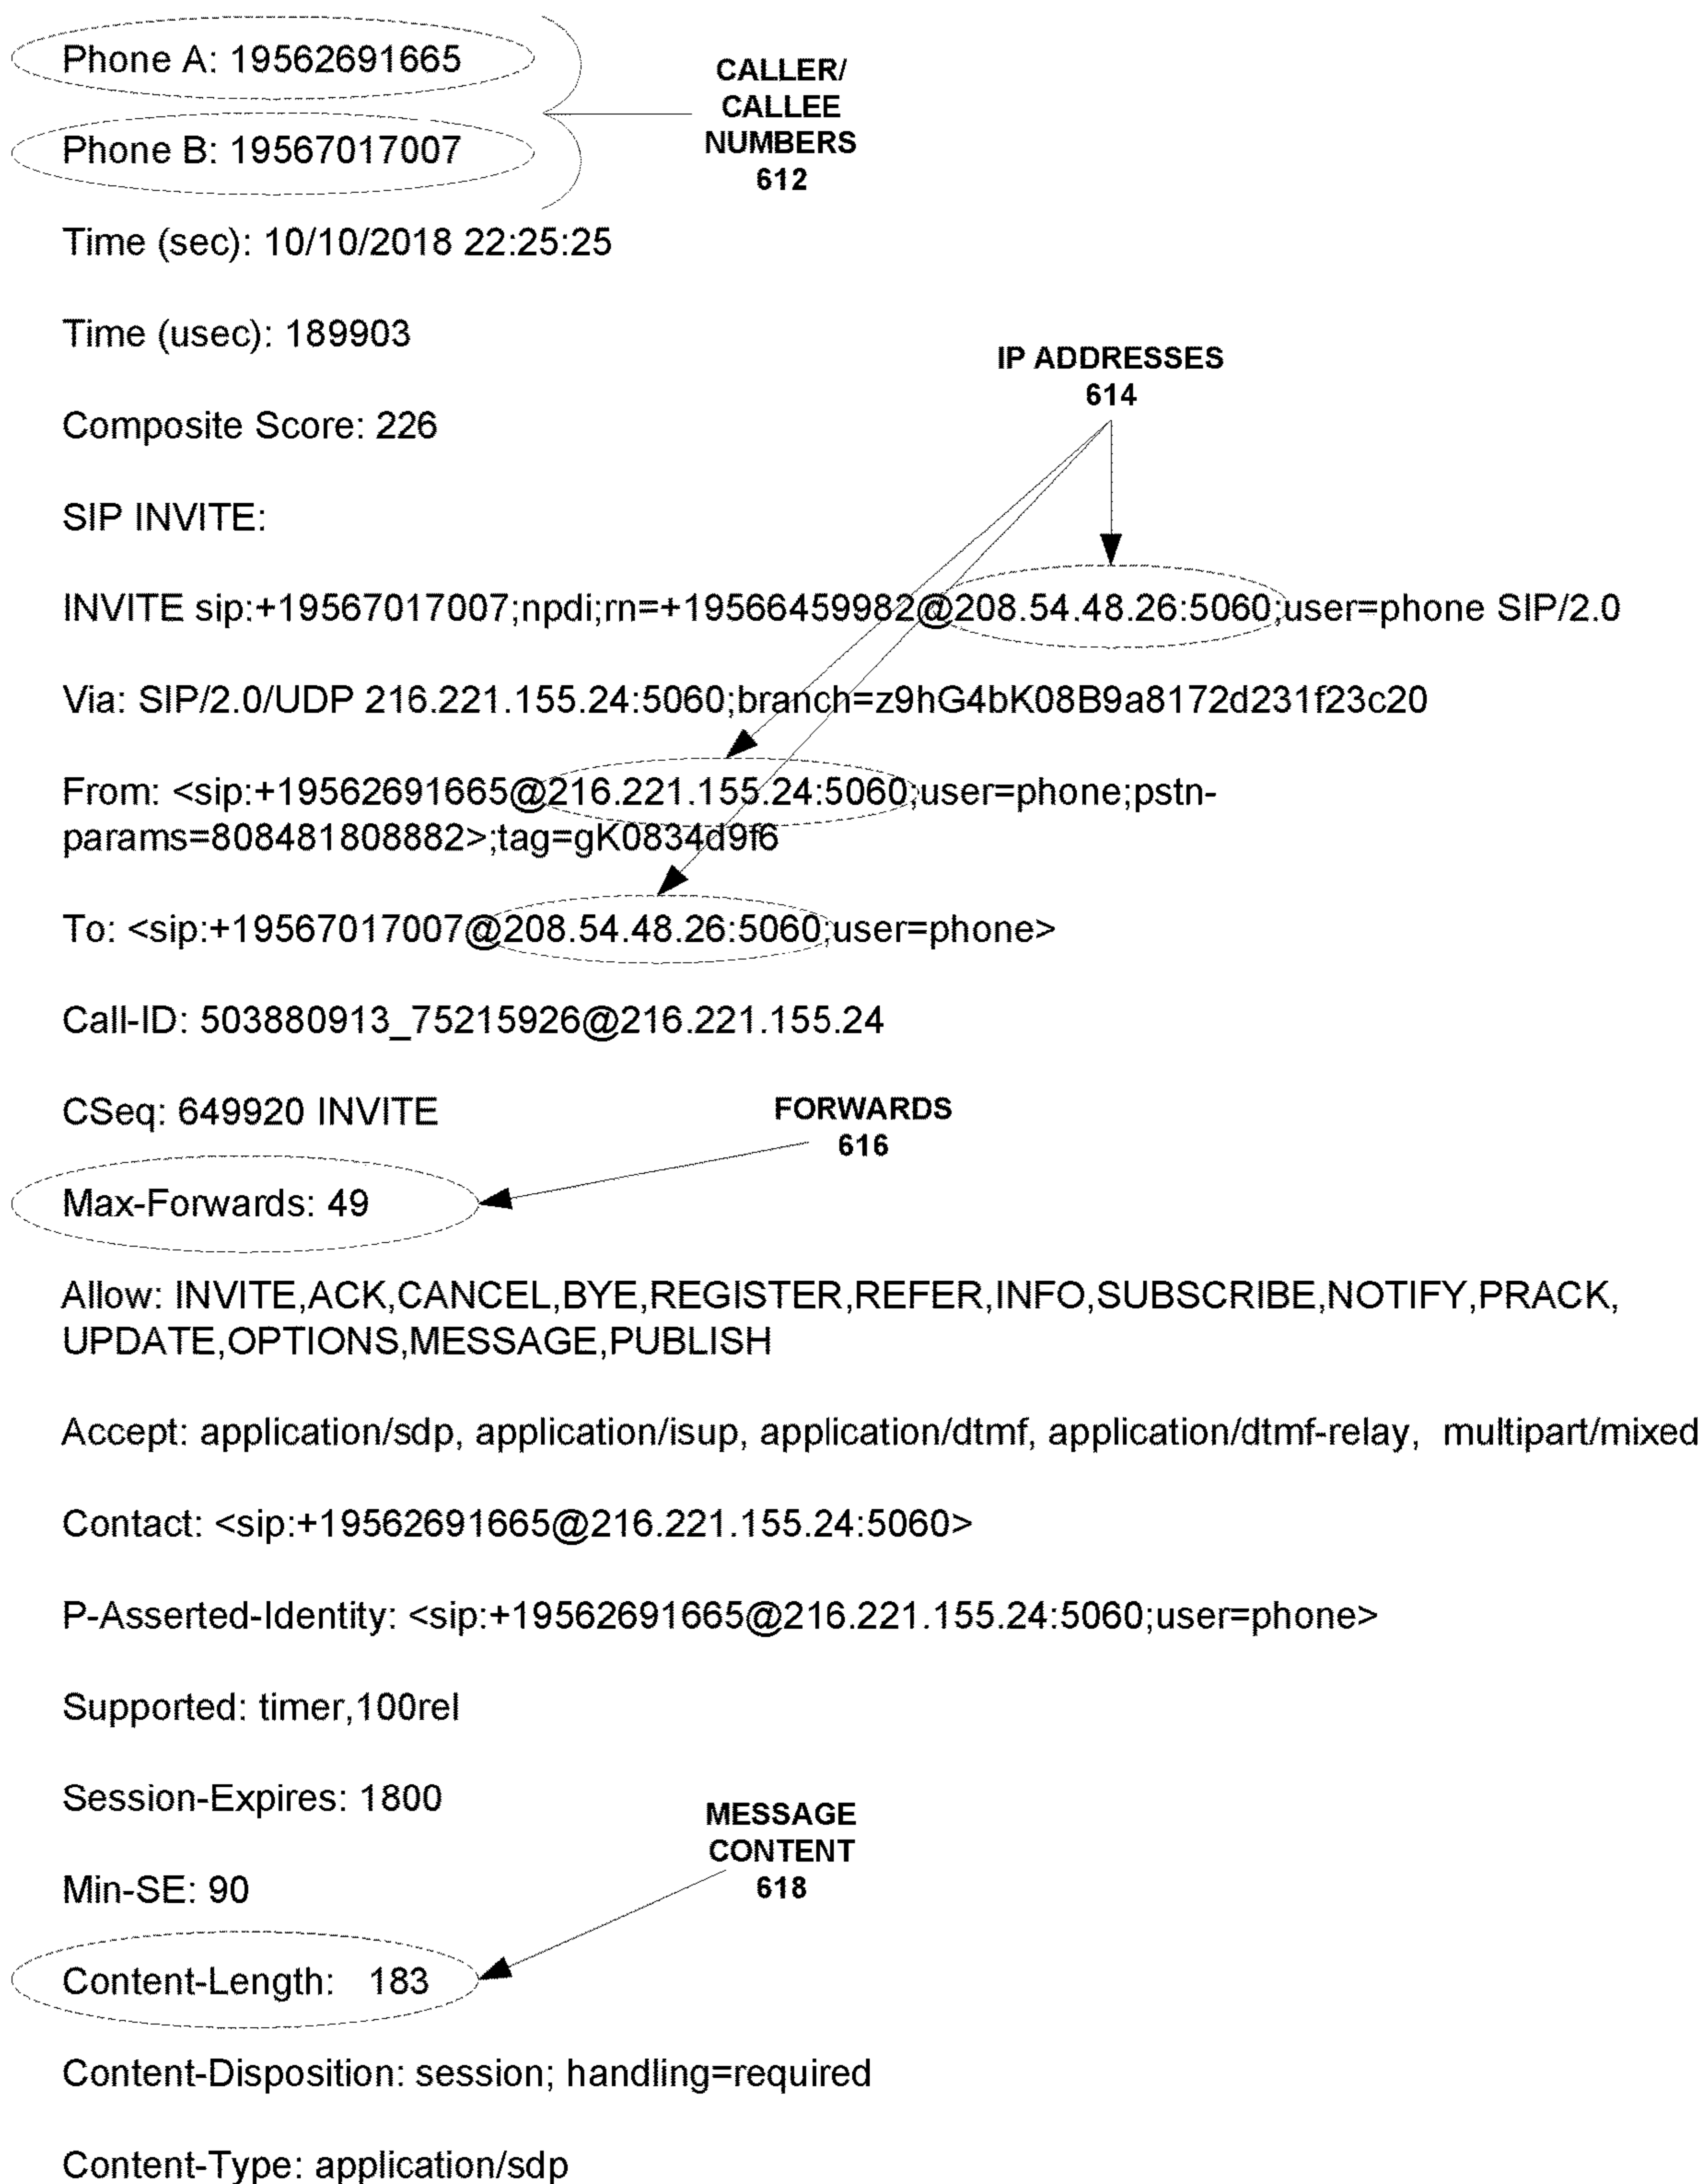 Phone A: 19562691665
CALLER/
CALLEE
NUMBERS
612
Phone B: 19567017007
Time (sec): 10/10/2018 22:25:25
Time (usec): 189903
IP ADDRESSES
614
Composite Score: 226
SIP INVITE:
INVITE sip:+19567017007;npdi;rn=+19566459982@208.54.48.26:5060;user=phone SIP/2.0
Via: SIP/2.0/UDP 216.221.155.24:5060;branch=z9hG4bK08B9a8172d231f23c20
From: <sip:+19562691665@216.221.155.24:5060;user=phone;pstn-
params=808481808882>;tag=gK0834d9f6
To: <sip:+19567017007@208.54.48.26:5060;user=phone>
Call-ID: 503880913_75215926@216.221.155.24
CSeq: 649920 INVITE
FORWARDS
616
Max-Forwards: 49
Allow: INVITE,ACK,CANCEL,BYE,REGISTER,REFER,INFO,SUBSCRIBE,NOTIFY,PRACK,
UPDATE,OPTIONS,MESSAGE,PUBLISH
Accept: application/sdp, application/isup, application/dtmf, application/dtmf-relay,  multipart/mixed
Contact: <sip:+19562691665@216.221.155.24:5060>
P-Asserted-Identity: <sip:+19562691665@216.221.155.24:5060;user=phone>
Supported: timer,100rel
Session-Expires: 1800
MESSAGE
CONTENT
618
Min-SE: 90
Content-Length:   183
Content-Disposition: session; handling=required
Content-Type: application/sdp